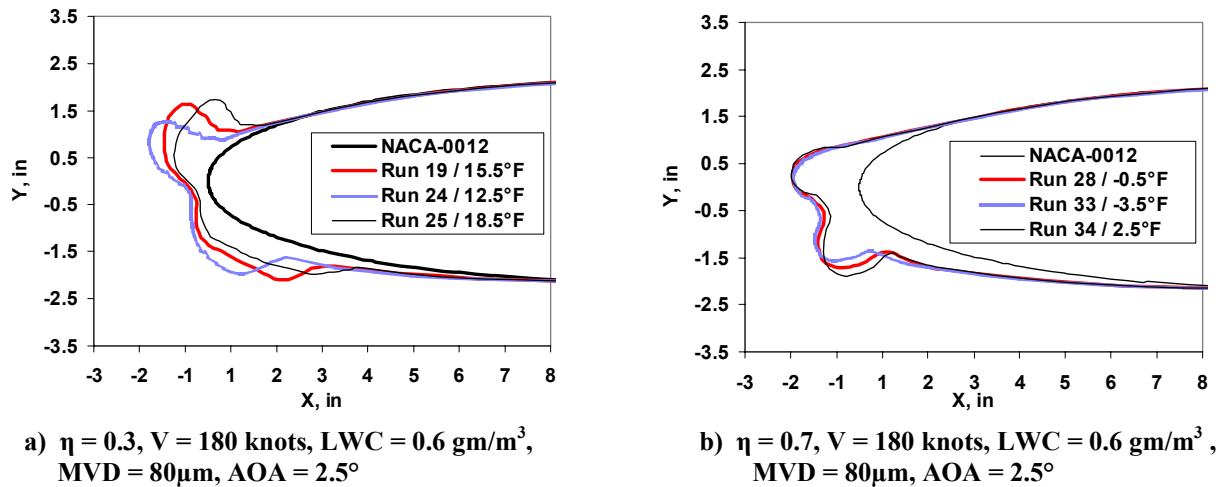 3.5
2.5
1.5
0.5
-0.5
-1.5
-2.5
-3.5
Y, in
-3 -2 -1 1 2 3 4 5 6 7 8
X, in
NACA-0012
Run 19 / 15.5°F
Run 24 / 12.5°F
Run 25 / 18.5°F
a) η = 0.3, V = 180 knots, LWC = 0.6 gm/m³,
MVD = 80μm, AOA = 2.5°
3.5
2.5
1.5
0.5
-0.5
-1.5
-2.5
-3.5
Y, in
-3 -2 -1 1 2 3 4 5 6 7 8
X, in
NACA-0012
Run 28 / -0.5°F
Run 33 / -3.5°F
Run 34 / 2.5°F
b) η = 0.7, V = 180 knots, LWC = 0.6 gm/m³ ,
MVD = 80μm, AOA = 2.5°